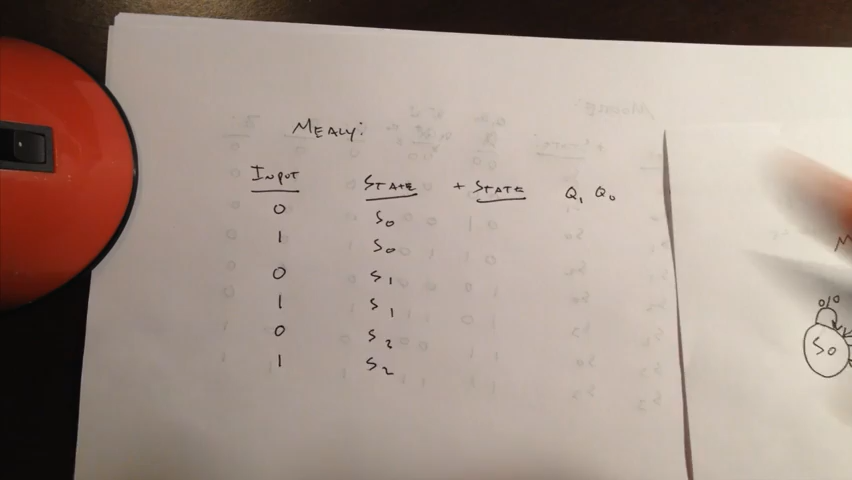 MEALY:
INPUT STATE + STATE Q1 Q0
0 S0
1 S0
0 S1
1 S1
0 S2
1 S2
0/0
S0